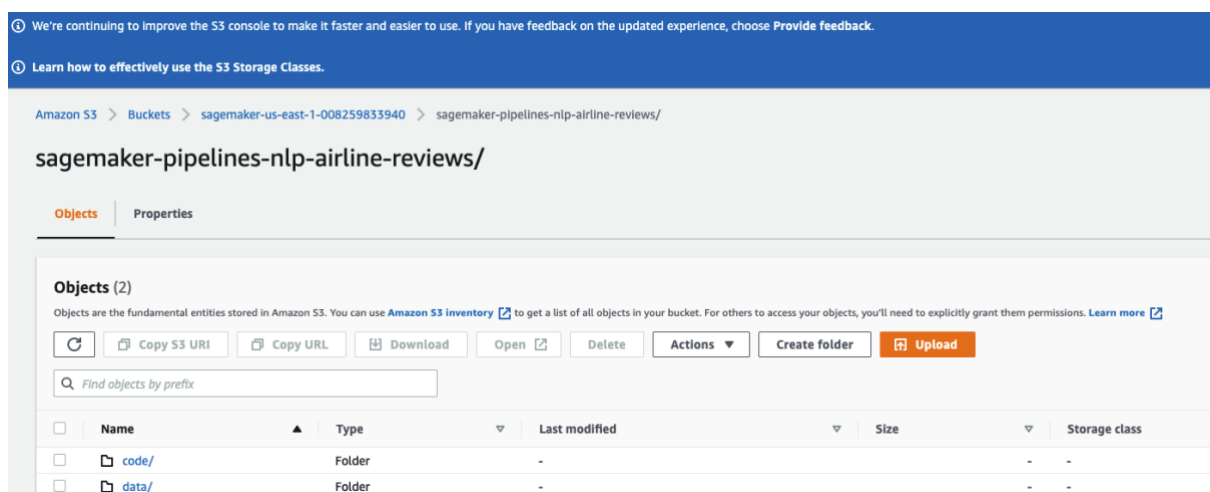 We're continuing to improve the S3 console to make it faster and easier to use. If you have feedback on the updated experience, choose Provide feedback.
Learn how to effectively use the S3 Storage Classes.
Amazon S3 > Buckets > sagemaker-us-east-1-008259833940 > sagemaker-pipelines-nlp-airline-reviews/
sagemaker-pipelines-nlp-airline-reviews/
Objects Properties
Objects (2)
Objects are the fundamental entities stored in Amazon S3. You can use Amazon S3 inventory to get a list of all objects in your bucket. For others to access your objects, you'll need to explicitly grant them permissions. Learn more
Copy S3 URI Copy URL Download Open Delete Actions Create folder Upload
Find objects by prefix
Name Type Last modified Size Storage class
code/ Folder - - -
data/ Folder - - -